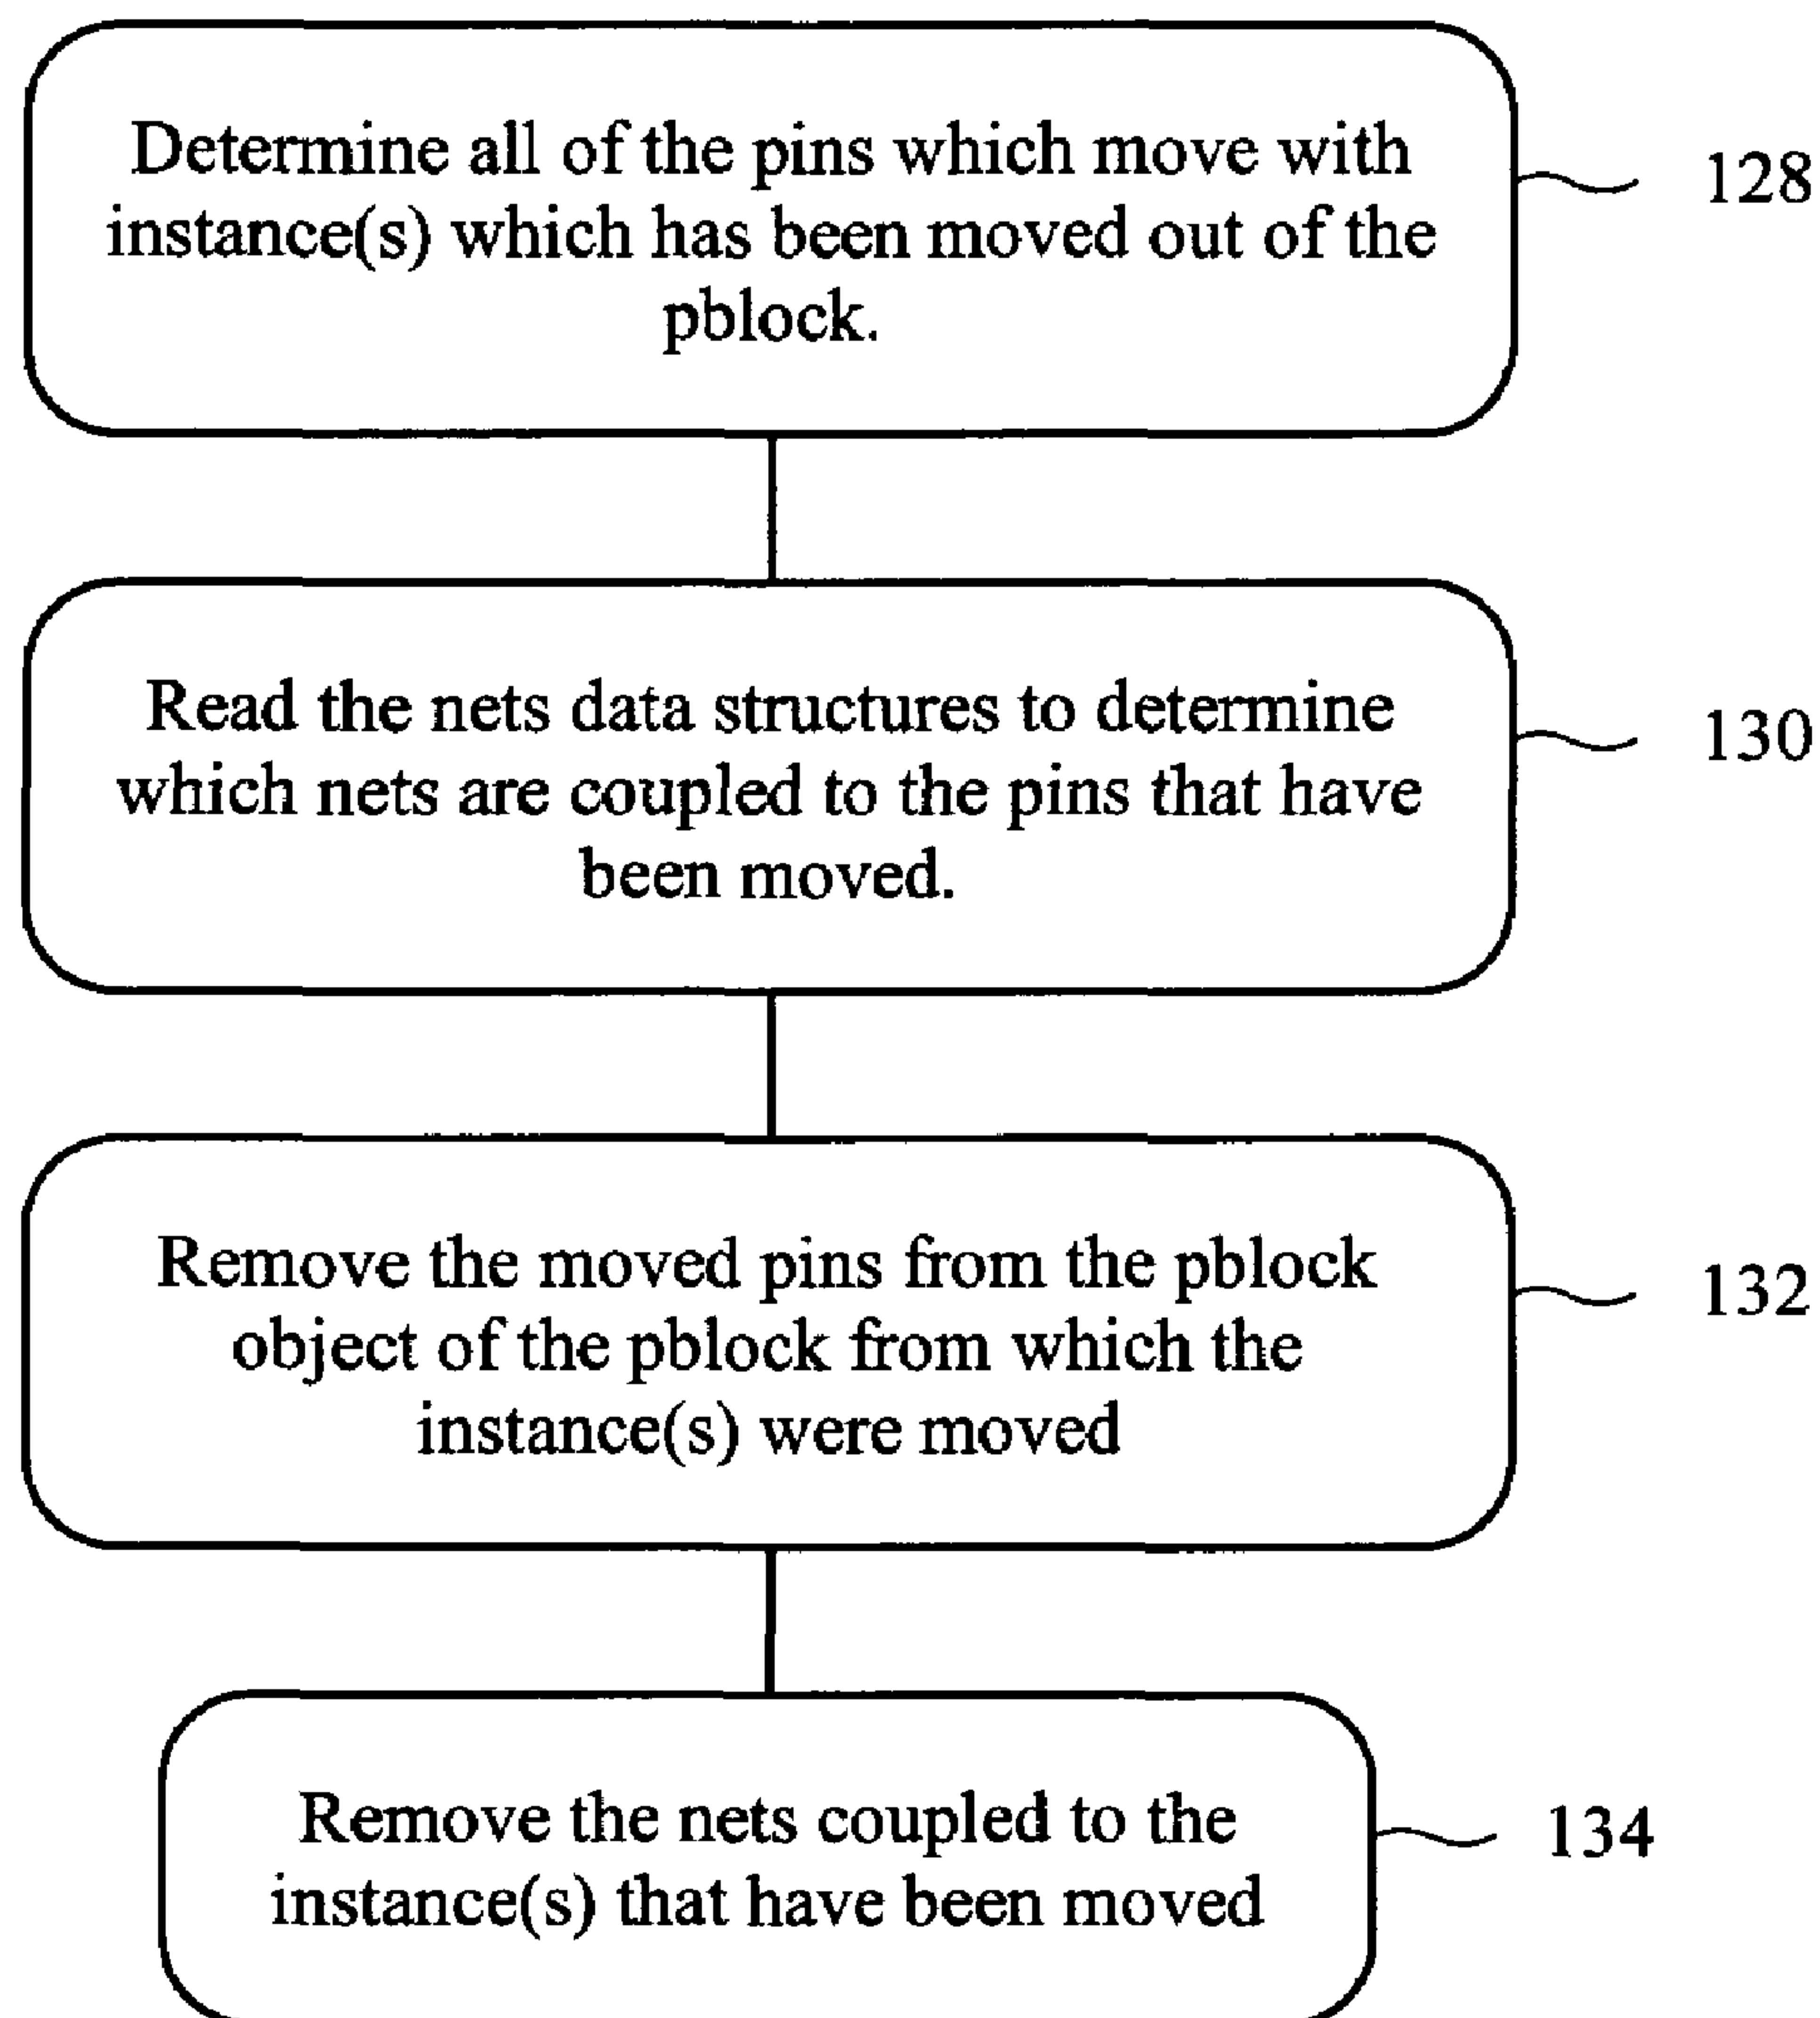 Determine all of the pins which move with
instance(s) which has been moved out of the
pblock.
128
Read the nets data structures to determine
which nets are coupled to the pins that have
been moved.
130
Remove the moved pins from the pblock
object of the pblock from which the
instance(s) were moved
132
Remove the nets coupled to the
instance(s) that have been moved
134